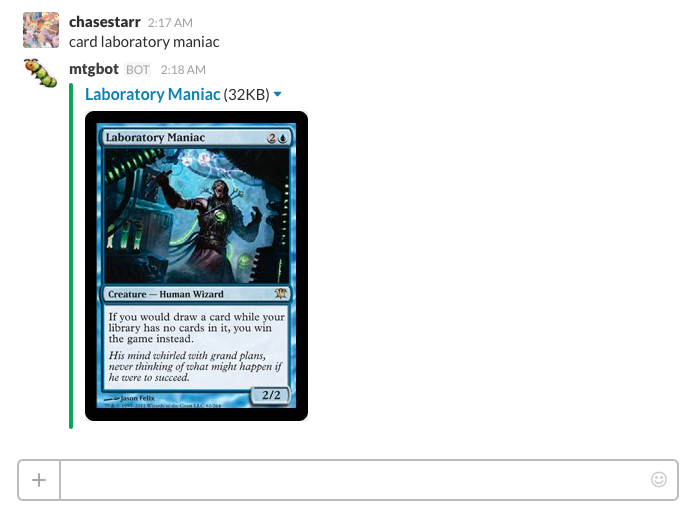 chasestarr 2:17 AM
card laboratory maniac
mtgbot BOT 2:18 AM
Laboratory Maniac (32KB)
Laboratory Maniac 2
Creature — Human Wizard
If you would draw a card while your
library has no cards in it, you win
the game instead.
His mind whirled with grand plans,
never thinking of what might happen if
he were to succeed.
Jason Felix
2/2